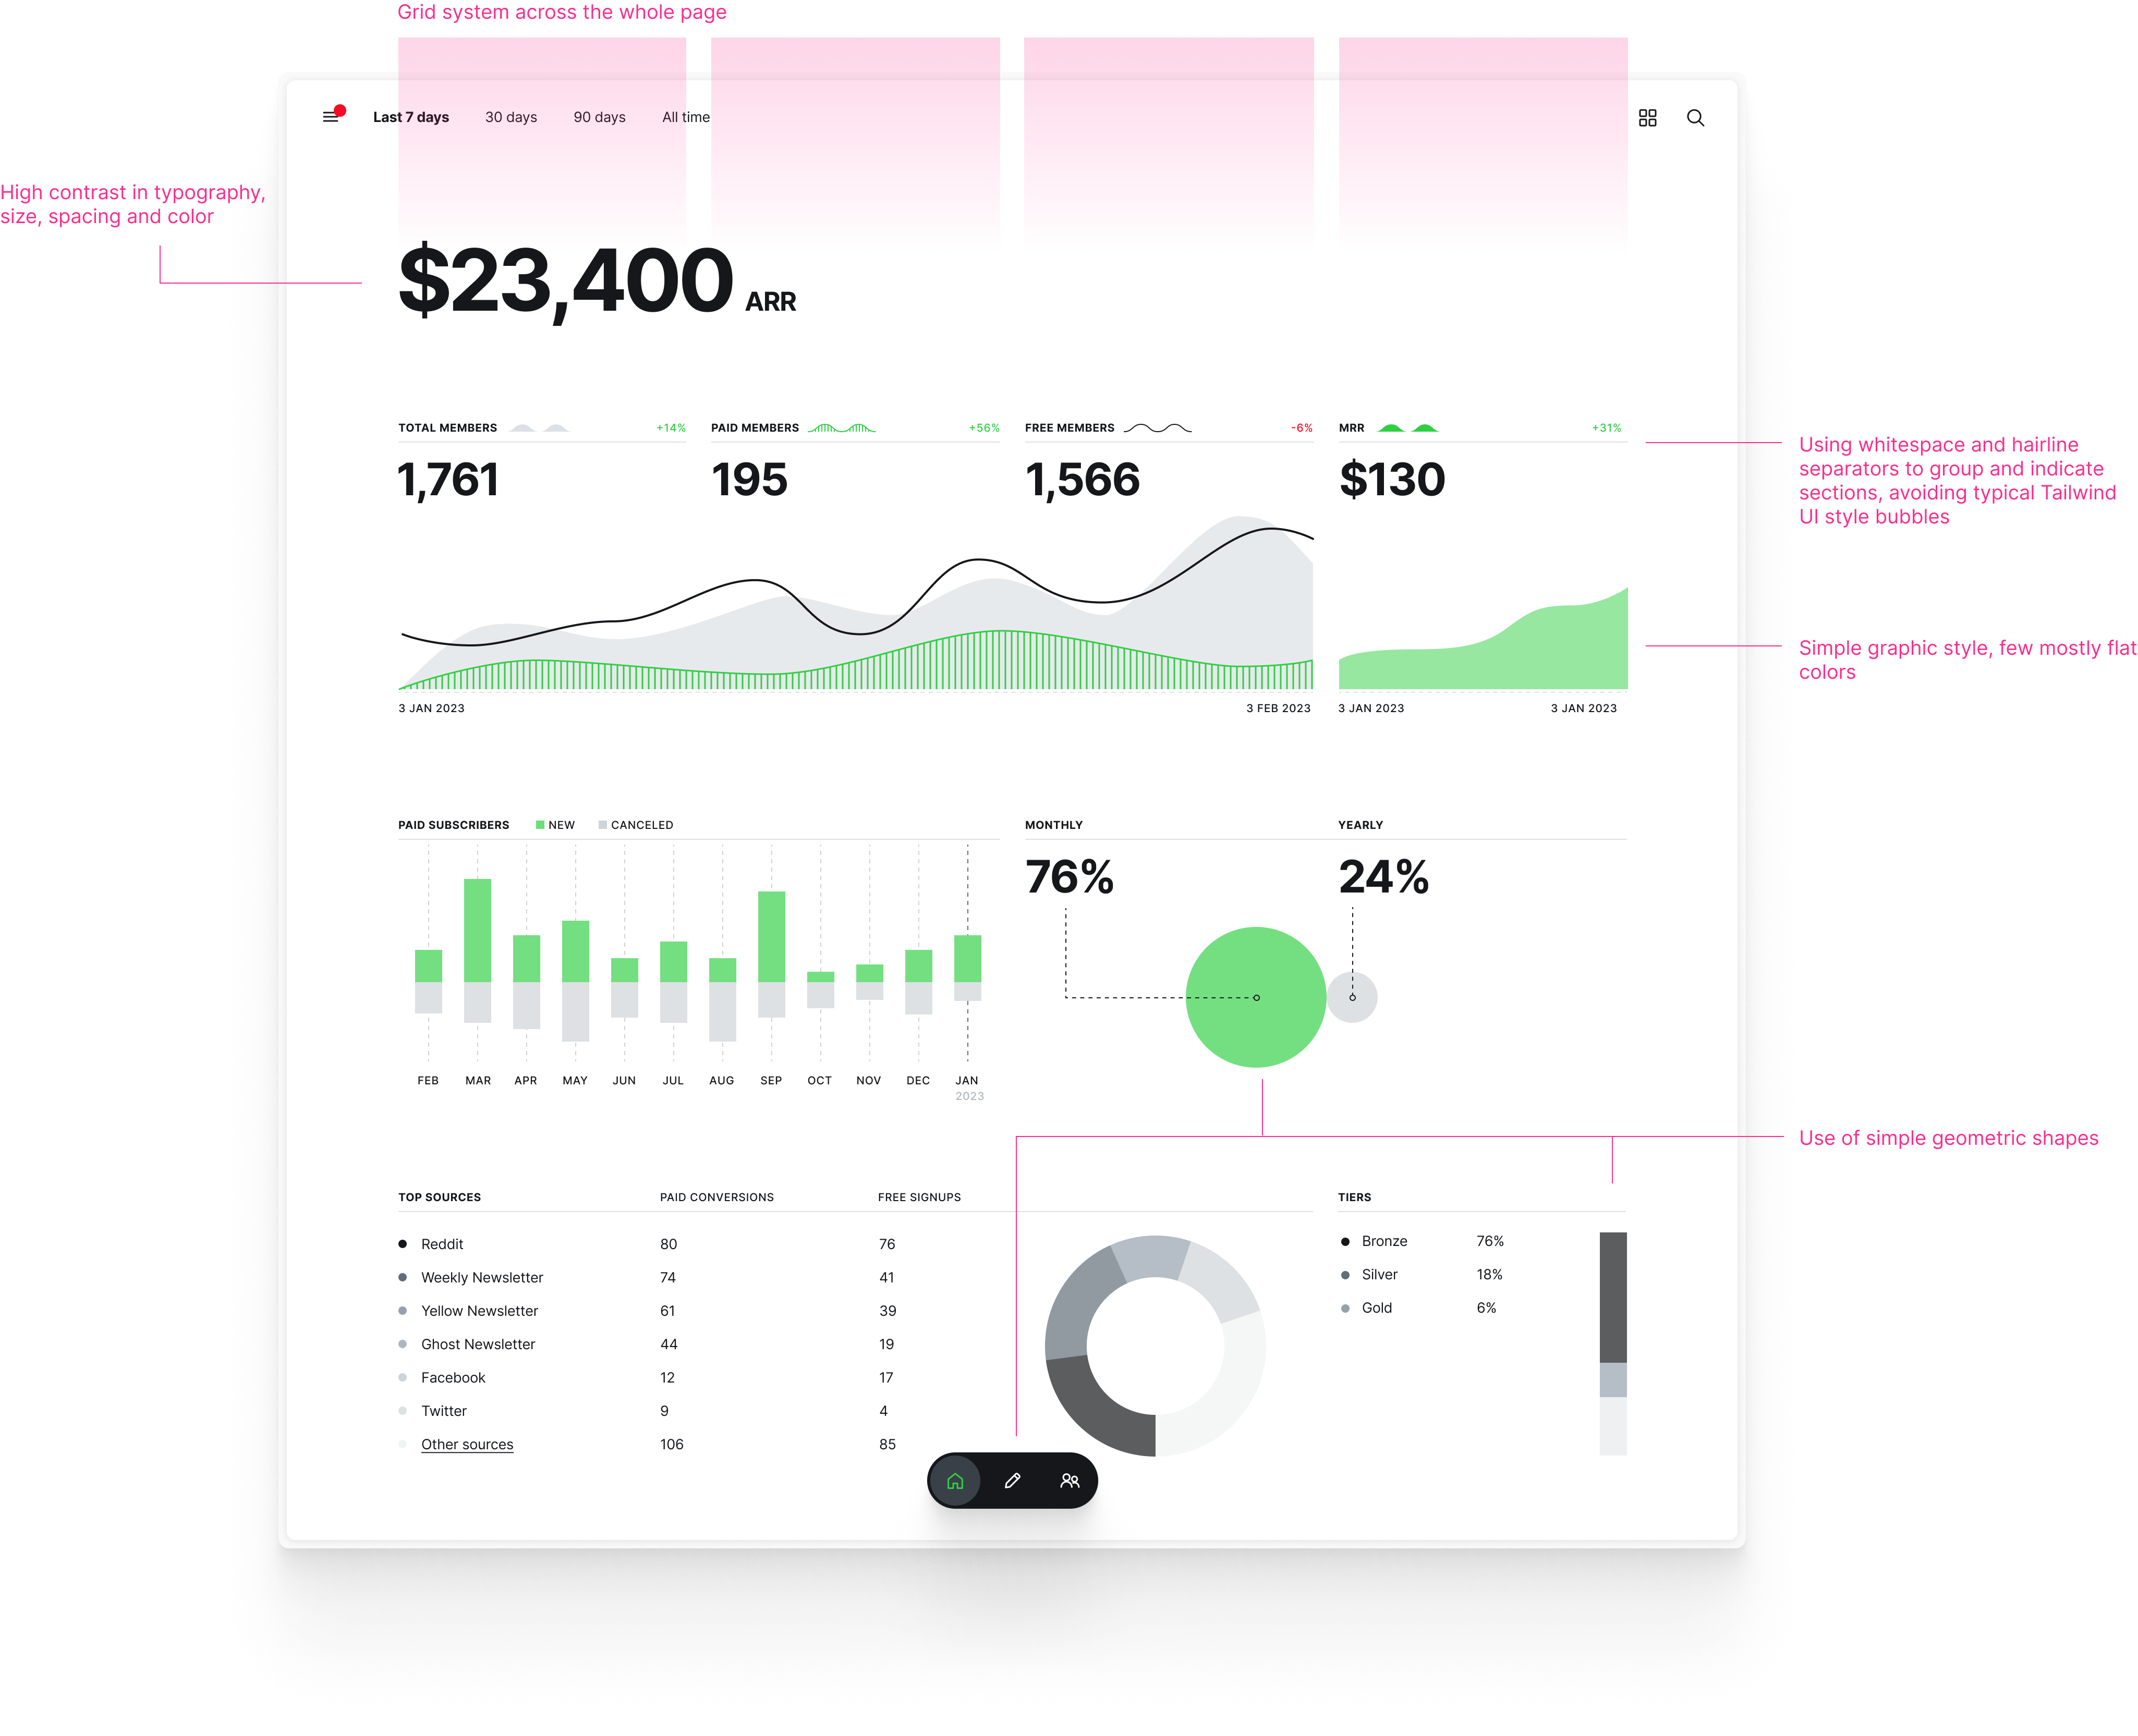 Grid system across the whole page
Last 7 days 30 days 90 days All time
High contrast in typography,
size, spacing and color
$23,400 ARR
TOTAL MEMBERS +14% PAID MEMBERS +56% FREE MEMBERS -6% MRR +31%
1,761 195 1,566 $130
Using whitespace and hairline
separators to group and indicate
sections, avoiding typical Tailwind
UI style bubbles
Simple graphic style, few mostly flat
colors
3 JAN 2023 3 FEB 2023 3 JAN 2023 3 JAN 2023
PAID SUBSCRIBERS NEW CANCELED MONTHLY YEARLY
76% 24%
FEB MAR APR MAY JUN JUL AUG SEP OCT NOV DEC JAN
2023
Use of simple geometric shapes
TOP SOURCES PAID CONVERSIONS FREE SIGNUPS TIERS
Reddit 80 76 Bronze 76%
Weekly Newsletter 74 41 Silver 18%
Yellow Newsletter 61 39 Gold 6%
Ghost Newsletter 44 19
Facebook 12 17
Twitter 9 4
Other sources 106 85